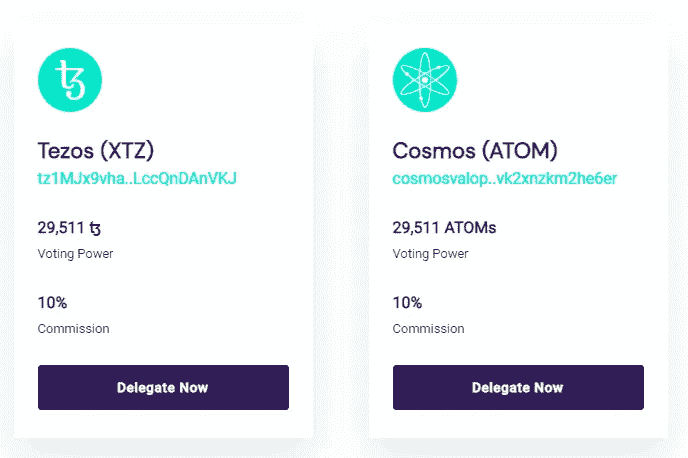 Tezos (XTZ)
tz1MJx9vha..LccQnDAnVKJ
29,511 ꜩ
Voting Power
10%
Commission
Delegate Now
Cosmos (ATOM)
cosmosvalop..vk2xnzkm2he6er
29,511 ATOMs
Voting Power
10%
Commission
Delegate Now